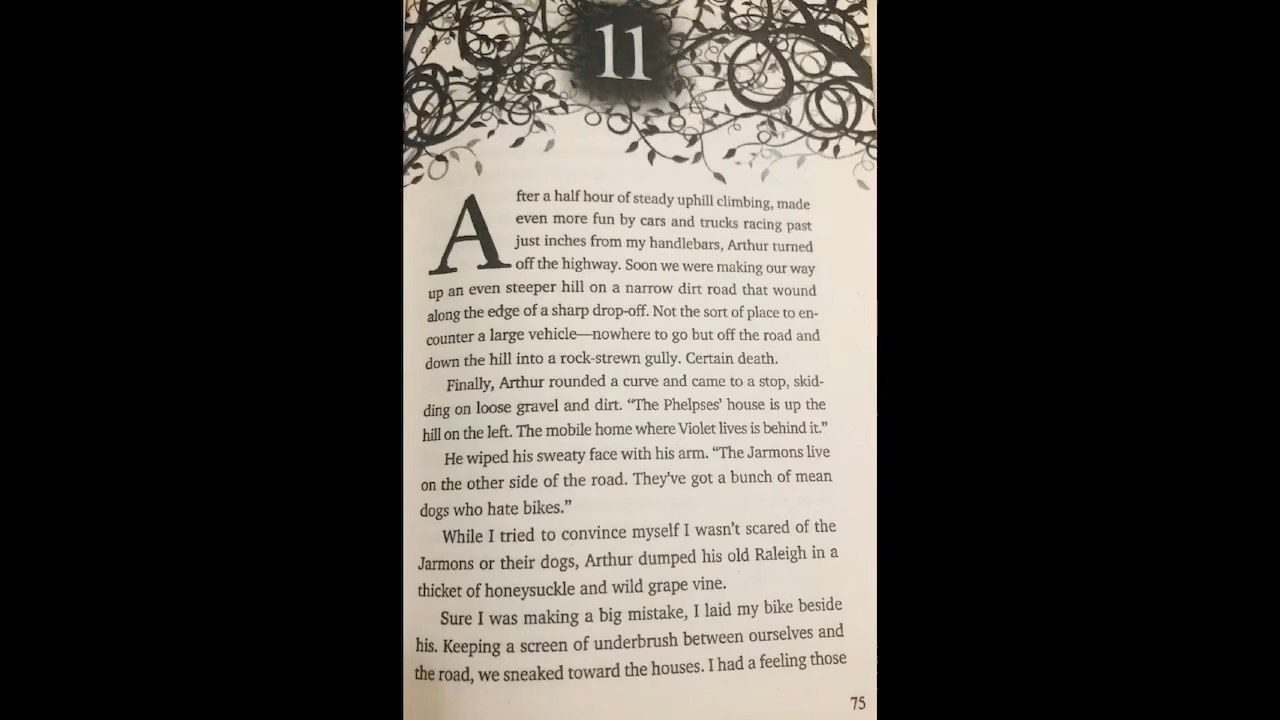 11
After a half hour of steady uphill climbing, made
even more fun by cars and trucks racing past
just inches from my handlebars, Arthur turned
off the highway. Soon we were making our way
up an even steeper hill on a narrow dirt road that wound
along the edge of a sharp drop-off. Not the sort of place to en-
counter a large vehicle—nowhere to go but off the road and
down the hill into a rock-strewn gully. Certain death.
Finally, Arthur rounded a curve and came to a stop, skid-
ding on loose gravel and dirt. “The Phelpses’ house is up the
hill on the left. The mobile home where Violet lives is behind it.”
He wiped his sweaty face with his arm. “The Jarmons live
on the other side of the road. They’ve got a bunch of mean
dogs who hate bikes.”
While I tried to convince myself I wasn’t scared of the
Jarmons or their dogs, Arthur dumped his old Raleigh in a
thicket of honeysuckle and wild grape vine.
Sure I was making a big mistake, I laid my bike beside
his. Keeping a screen of underbrush between ourselves and
the road, we sneaked toward the houses. I had a feeling those
75